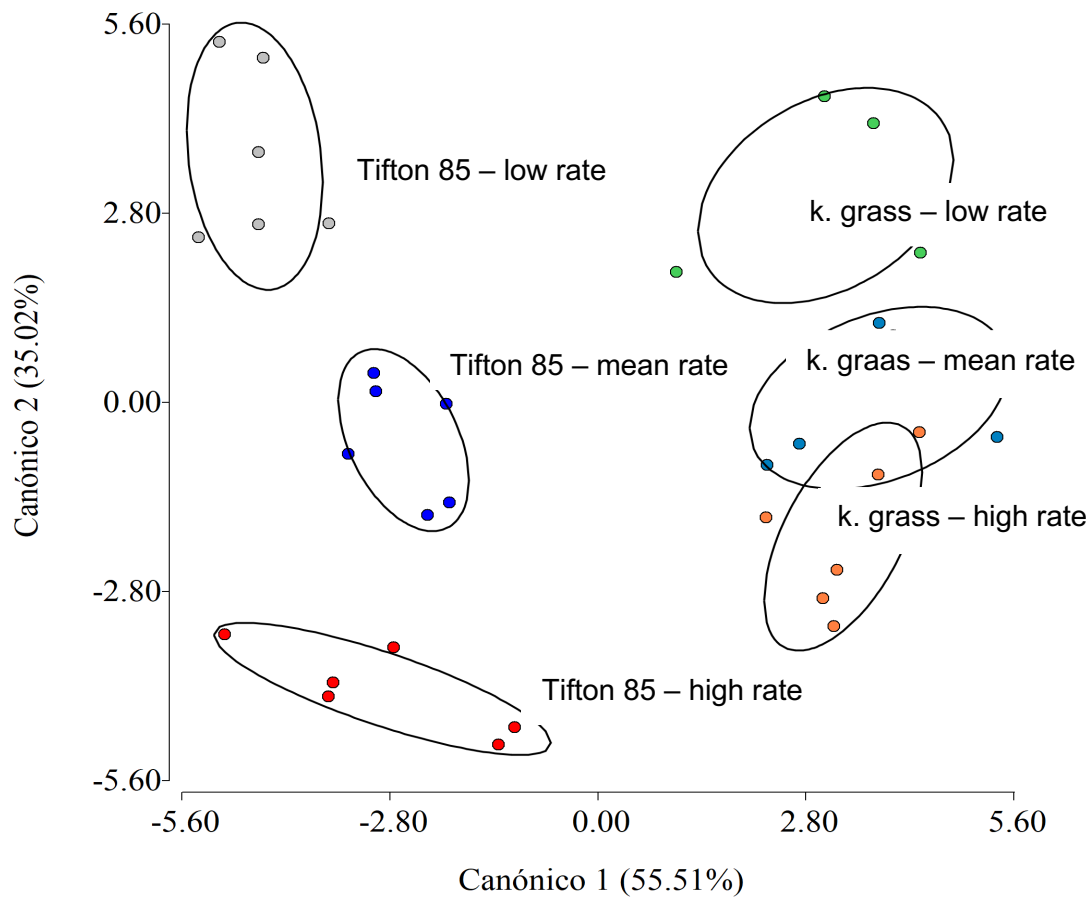 5.60
Tifton 85 – low rate
2.80
k. grass – low rate
Canónico 2 (35.02%)
Tifton 85 – mean rate
k. graas – mean rate
0.00
k. grass – high rate
-2.80
Tifton 85 – high rate
-5.60
-5.60 -2.80 0.00 2.80 5.60
Canónico 1 (55.51%)